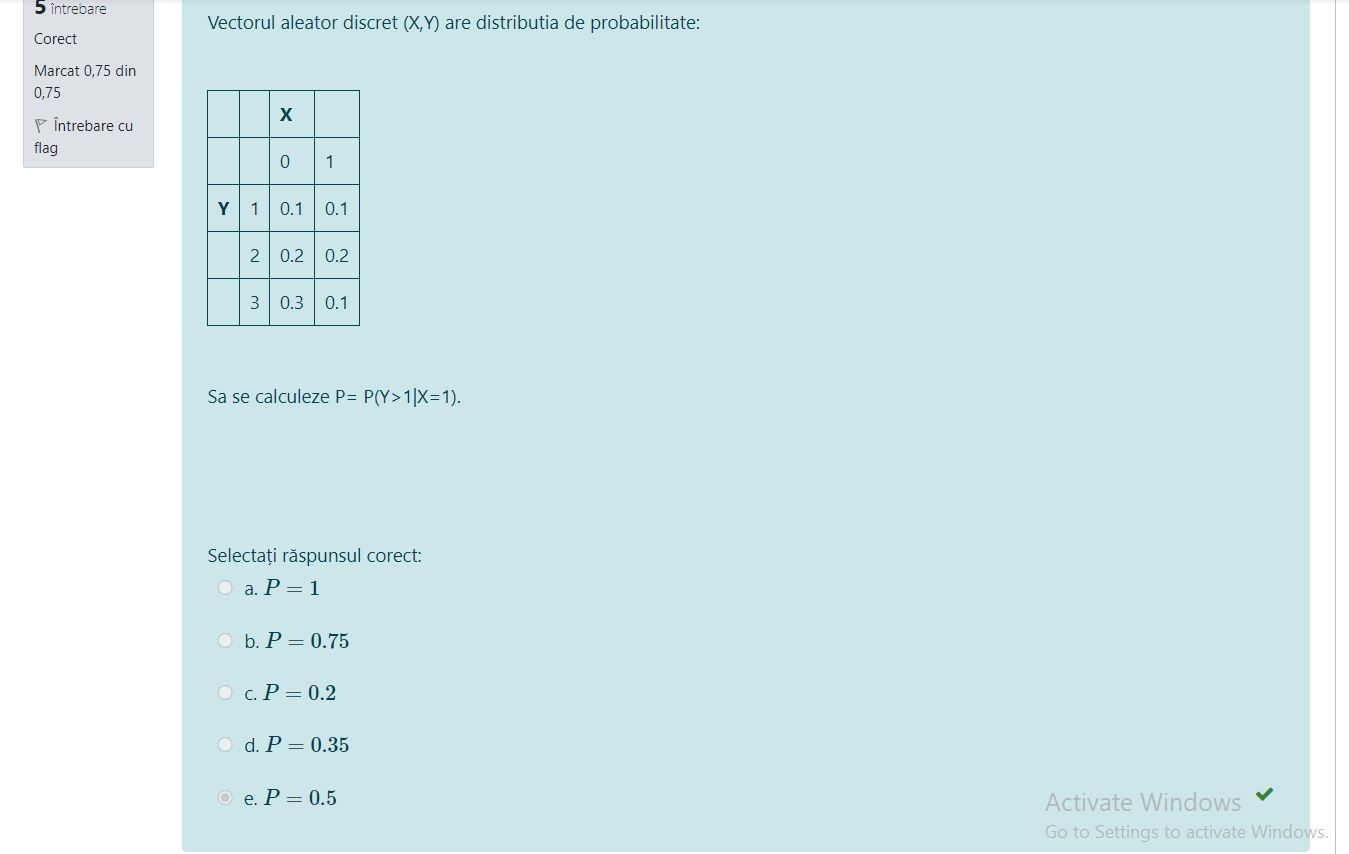 5 întrebare
Corect
Marcat 0,75 din
0,75
Întrebare cu
flag
Vectorul aleator discret (X,Y) are distributia de probabilitate:
X
0 1
Y 1 0.1 0.1
2 0.2 0.2
3 0.3 0.1
Sa se calculeze P= P(Y>1|X=1).
Selectați răspunsul corect:
a. P = 1
b. P = 0.75
c. P = 0.2
d. P = 0.35
e. P = 0.5
Activate Windows
Go to Settings to activate Windows.